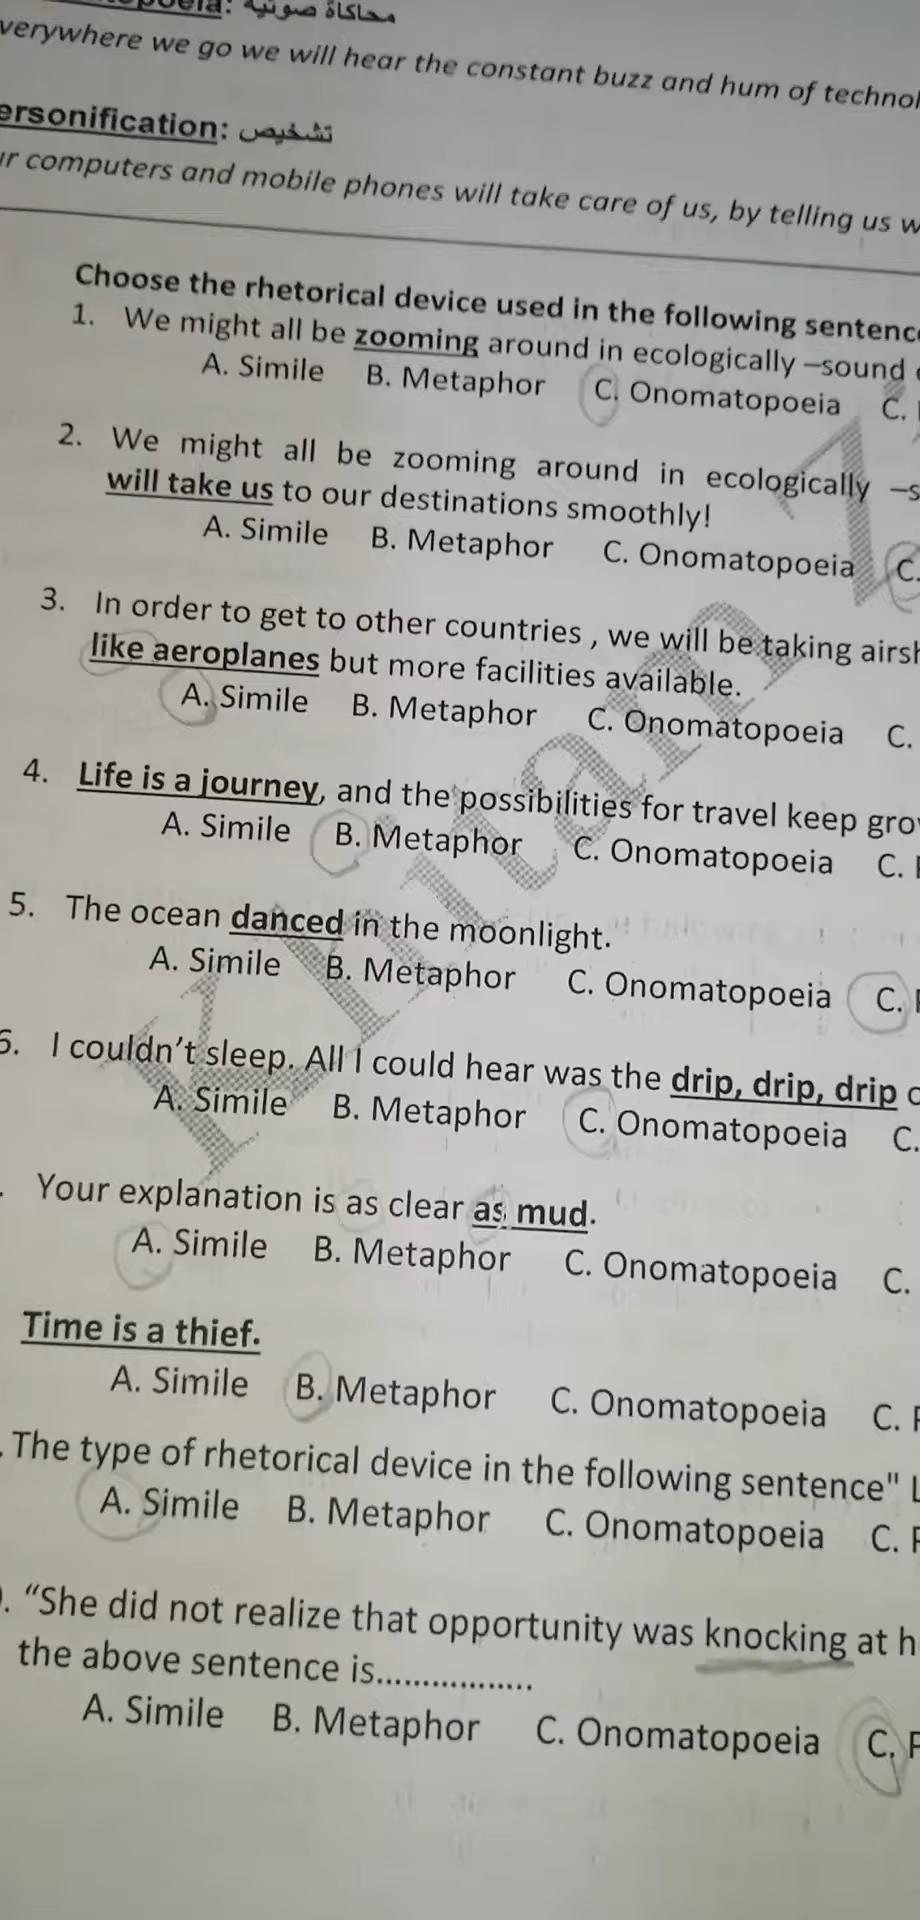 محاكاة صوتية
we go we will hear the constant buzz and hum of
تشخيص
computers and mobile phones will take care of us, by telling us
Choose the rhetorical device used in the following
1. We might all be zooming around in ecologically –sound
A. Simile B. Metaphor C. Onomatopoeia C.
2. We might all be zooming around in ecologically
will take us to our destinations smoothly!
A. Simile B. Metaphor C. Onomatopoeia C.
3. In order to get to other countries , we will be taking
like aeroplanes but more facilities available.
A. Simile B. Metaphor C. Onomatopoeia C.
4. Life is a journey, and the possibilities for travel keep
A. Simile B. Metaphor C. Onomatopoeia C.
5. The ocean danced in the moonlight.
A. Simile B. Metaphor C. Onomatopoeia C.
I couldn't sleep. All I could hear was the drip, drip, drip
A. Simile B. Metaphor C. Onomatopoeia C.
Your explanation is as clear as mud.
A. Simile B. Metaphor C. Onomatopoeia C.
Time is a thief.
A. Simile B. Metaphor C. Onomatopoeia C.
The type of rhetorical device in the following sentence"
A. Simile B. Metaphor C. Onomatopoeia C.
"She did not realize that opportunity was knocking at
the above sentence is.................
A. Simile B. Metaphor C. Onomatopoeia C.